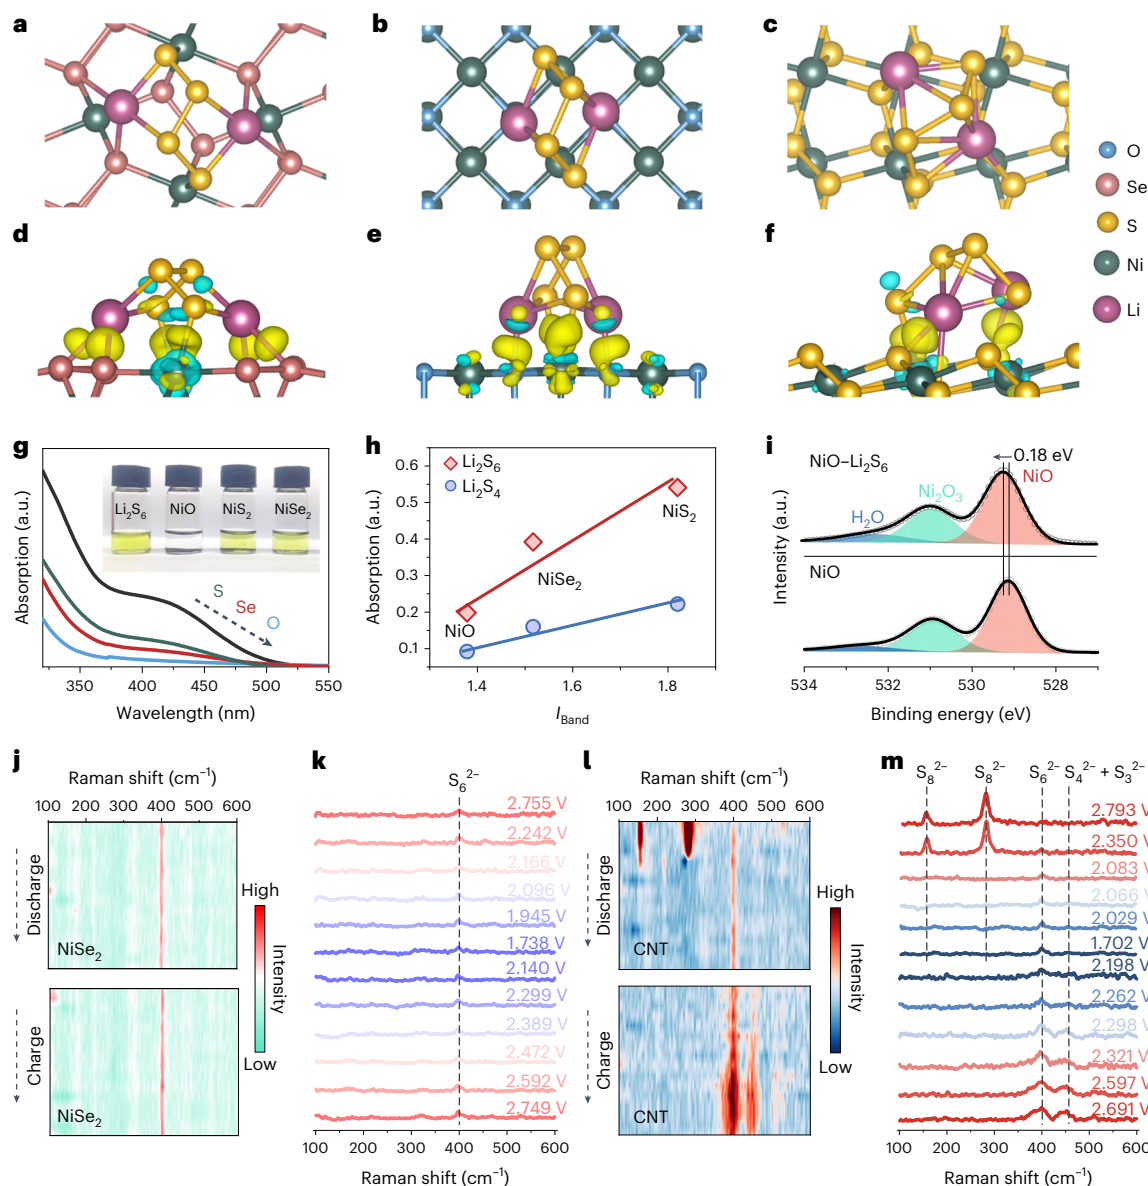 a
b
c
O
Se
S
Ni
Li
d
e
f
g
Absorption (a.u.)
Li₂S₆
NiO
NiS₂
NiSe₂
S
Se
O
350
400
450
500
550
Wavelength (nm)
h
Absorption (a.u.)
0.6
0.5
0.4
0.3
0.2
0.1
Li₂S₆
Li₂S₄
NiS₂
NiSe₂
NiO
1.4
1.6
1.8
I_Band
i
Intensity (a.u.)
NiO–Li₂S₆
0.18 eV
NiO
Ni₂O₃
H₂O
NiO
534
532
530
528
Binding energy (eV)
j
Raman shift (cm⁻¹)
100 200 300 400 500 600
Discharge
NiSe₂
Charge
NiSe₂
High
Intensity
Low
k
S₆²⁻
2.755 V
2.242 V
2.166 V
2.096 V
1.945 V
1.738 V
2.140 V
2.299 V
2.389 V
2.472 V
2.592 V
2.749 V
100 200 300 400 500 600
Raman shift (cm⁻¹)
l
Raman shift (cm⁻¹)
100 200 300 400 500 600
Discharge
CNT
Charge
CNT
High
Intensity
Low
m
S₈²⁻ S₈²⁻ S₆²⁻ S₄²⁻ + S₃²⁻
2.793 V
2.350 V
2.083 V
2.066 V
2.029 V
1.702 V
2.198 V
2.262 V
2.298 V
2.321 V
2.597 V
2.691 V
100 200 300 400 500 600
Raman shift (cm⁻¹)